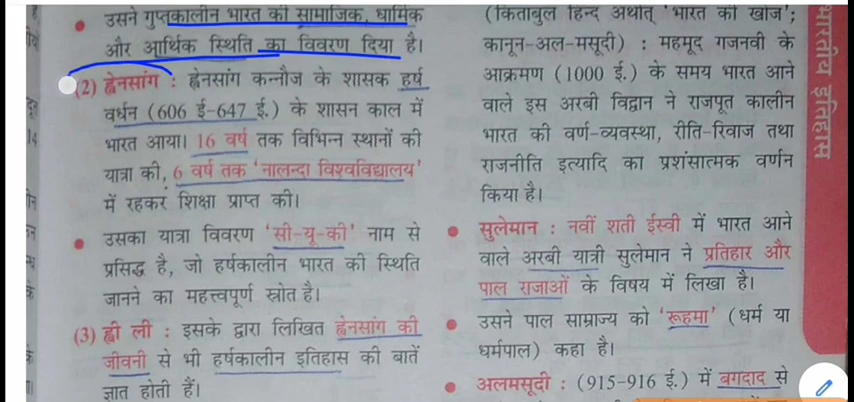 उसने गुप्तकालीन भारत की सामाजिक, धार्मिक
और आर्थिक स्थिति का विवरण दिया है।
(2) ह्वेनसांग : ह्वेनसांग कन्नौज के शासक हर्ष
वर्धन (606 ई-647 ई.) के शासन काल में
भारत आया। 16 वर्ष तक विभिन्न स्थानों की
यात्रा की, 6 वर्ष तक 'नालन्दा विश्वविद्यालय'
में रहकर शिक्षा प्राप्त की।
उसका यात्रा विवरण 'सी-यू-की' नाम से
प्रसिद्ध है, जो हर्षकालीन भारत की स्थिति
जानने का महत्त्वपूर्ण स्रोत है।
(3) ह्वी ली : इसके द्वारा लिखित ह्वेनसांग की
जीवनी से भी हर्षकालीन इतिहास की बातें
ज्ञात होती हैं।
(किताबुल हिन्द अर्थात् 'भारत की खोज';
कानून-अल-मसूदी) : महमूद गजनवी के
आक्रमण (1000 ई.) के समय भारत आने
वाले इस अरबी विद्वान ने राजपूत कालीन
भारत की वर्ण-व्यवस्था, रीति-रिवाज तथा
राजनीति इत्यादि का प्रशंसात्मक वर्णन
किया है।
सुलेमान : नवीं शती ईस्वी में भारत आने
वाले अरबी यात्री सुलेमान ने प्रतिहार और
पाल राजाओं के विषय में लिखा है।
उसने पाल साम्राज्य को 'रूहमा' (धर्म या
धर्मपाल) कहा है।
अलमसूदी : (915-916 ई.) में बगदाद से
भारतीय इतिहास